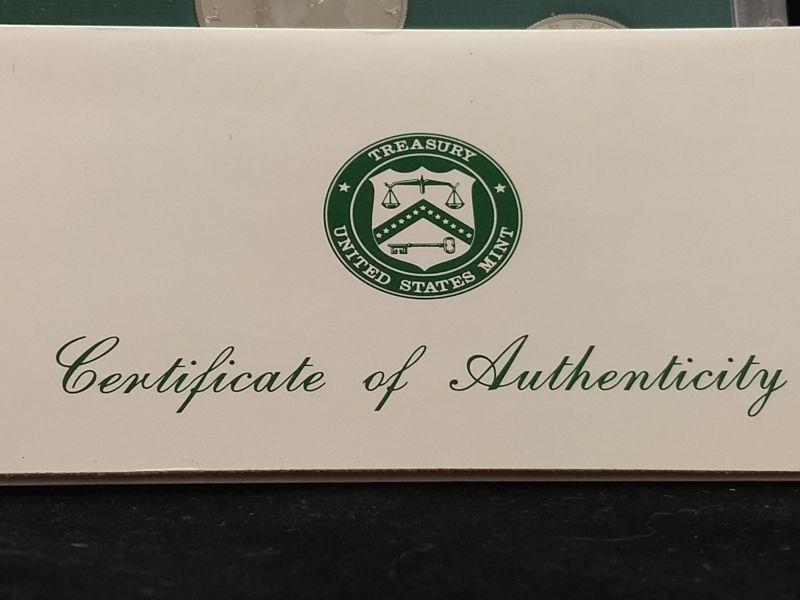 TREASURY
UNITED STATES MINT
Certificate of Authenticity